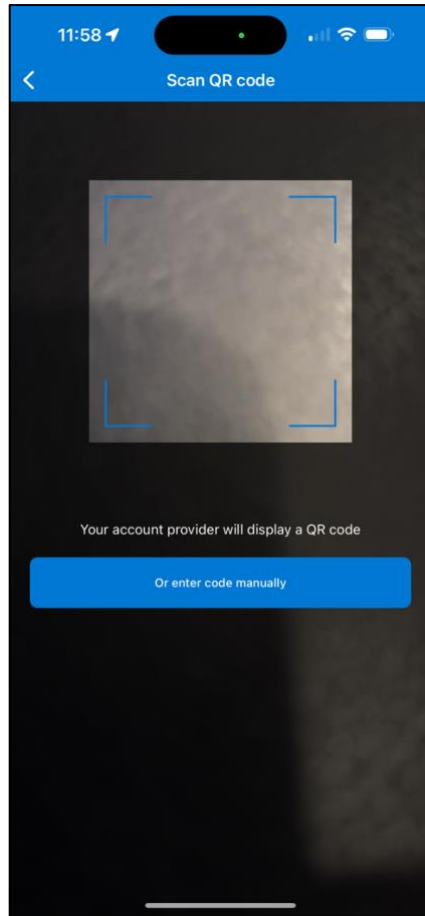 11:58
Scan QR code
Your account provider will display a QR code
Or enter code manually